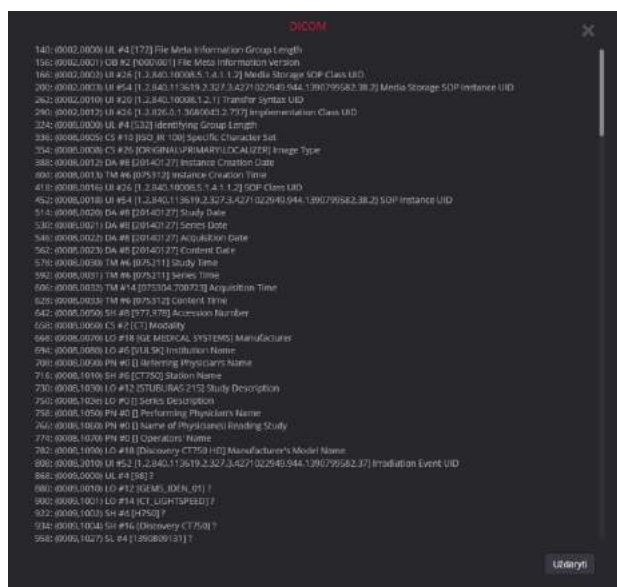 DICOM
140: (0002,0000) UL #4 [172] File Meta Information Group Length
156: (0002,0001) OB #2 [\000\001] File Meta Information Version
166: (0002,0002) UI #26 [1.2.840.10008.5.1.4.1.1.2] Media Storage SOP Class UID
200: (0002,0003) UI #54 [1.2.840.113619.2.327.3.4271022949.944.1390799582.38.2] Media Storage SOP Instance UID
262: (0002,0010) UI #20 [1.2.840.10008.1.2.1] Transfer Syntax UID
290: (0002,0012) UI #26 [1.2.826.0.1.3680043.2.797] Implementation Class UID
324: (0008,0000) UL #4 [532] Identifying Group Length
336: (0008,0005) CS #10 [ISO_IR 100] Specific Character Set
354: (0008,0008) CS #26 [ORIGINAL\PRIMARY\LOCALIZER] Image Type
388: (0008,0012) DA #8 [20140127] Instance Creation Date
404: (0008,0013) TM #6 [075312] Instance Creation Time
418: (0008,0016) UI #26 [1.2.840.10008.5.1.4.1.1.2] SOP Class UID
452: (0008,0018) UI #54 [1.2.840.113619.2.327.3.4271022949.944.1390799582.38.2] SOP Instance UID
514: (0008,0020) DA #8 [20140127] Study Date
530: (0008,0021) DA #8 [20140127] Series Date
546: (0008,0022) DA #8 [20140127] Acquisition Date
562: (0008,0023) DA #8 [20140127] Content Date
578: (0008,0030) TM #6 [075211] Study Time
592: (0008,0031) TM #6 [075211] Series Time
606: (0008,0032) TM #14 [075304.700723] Acquisition Time
628: (0008,0033) TM #6 [075312] Content Time
642: (0008,0050) SH #8 [977,978] Accession Number
658: (0008,0060) CS #2 [CT] Modality
668: (0008,0070) LO #18 [GE MEDICAL SYSTEMS] Manufacturer
694: (0008,0080) LO #6 [VULSK] Institution Name
708: (0008,0090) PN #0 [] Referring Physician's Name
716: (0008,1010) SH #6 [CT750] Station Name
730: (0008,1030) LO #12 [STUBURAS 215] Study Description
750: (0008,103e) LO #0 [] Series Description
758: (0008,1050) PN #0 [] Performing Physician's Name
766: (0008,1060) PN #0 [] Name of Physician(s) Reading Study
774: (0008,1070) PN #0 [] Operators' Name
782: (0008,1090) LO #18 [Discovery CT750 HD] Manufacturer's Model Name
808: (0008,3010) UI #52 [1.2.840.113619.2.327.3.4271022949.944.1390799582.37] Irradiation Event UID
868: (0009,0000) UL #4 [98] ?
880: (0009,0010) LO #12 [GEMS_IDEN_01] ?
900: (0009,1001) LO #14 [CT_LIGHTSPEED] ?
922: (0009,1002) SH #4 [H750] ?
934: (0009,1004) SH #16 [Discovery CT750] ?
958: (0009,1027) SL #4 [1390809131] ?
Uždaryti